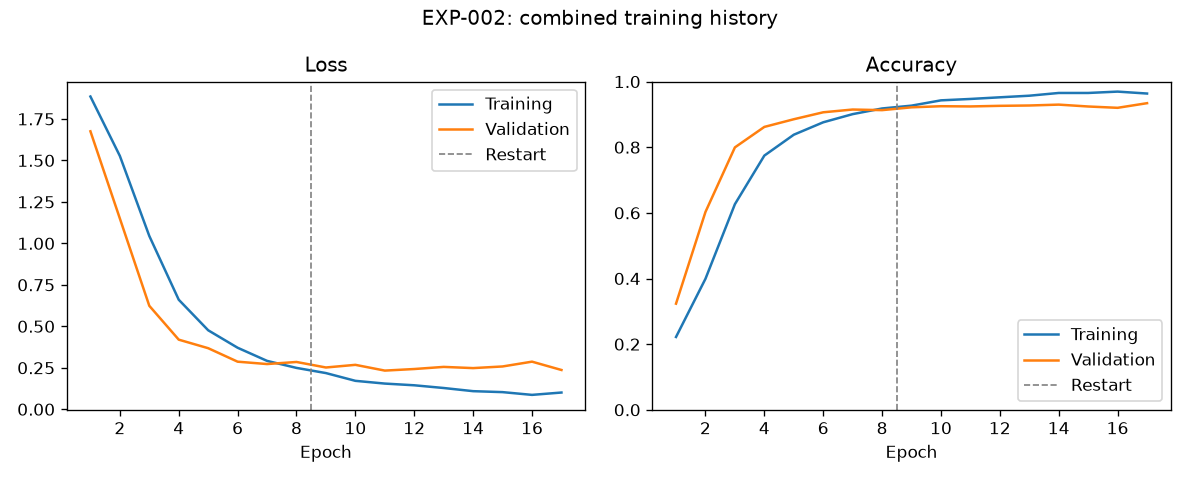 EXP-002: combined training history
Loss
1.75
1.50
1.25
1.00
0.75
0.50
0.25
0.00
2 4 6 8 10 12 14 16
Epoch
Training
Validation
Restart
Accuracy
1.0
0.8
0.6
0.4
0.2
0.0
2 4 6 8 10 12 14 16
Epoch
Training
Validation
Restart